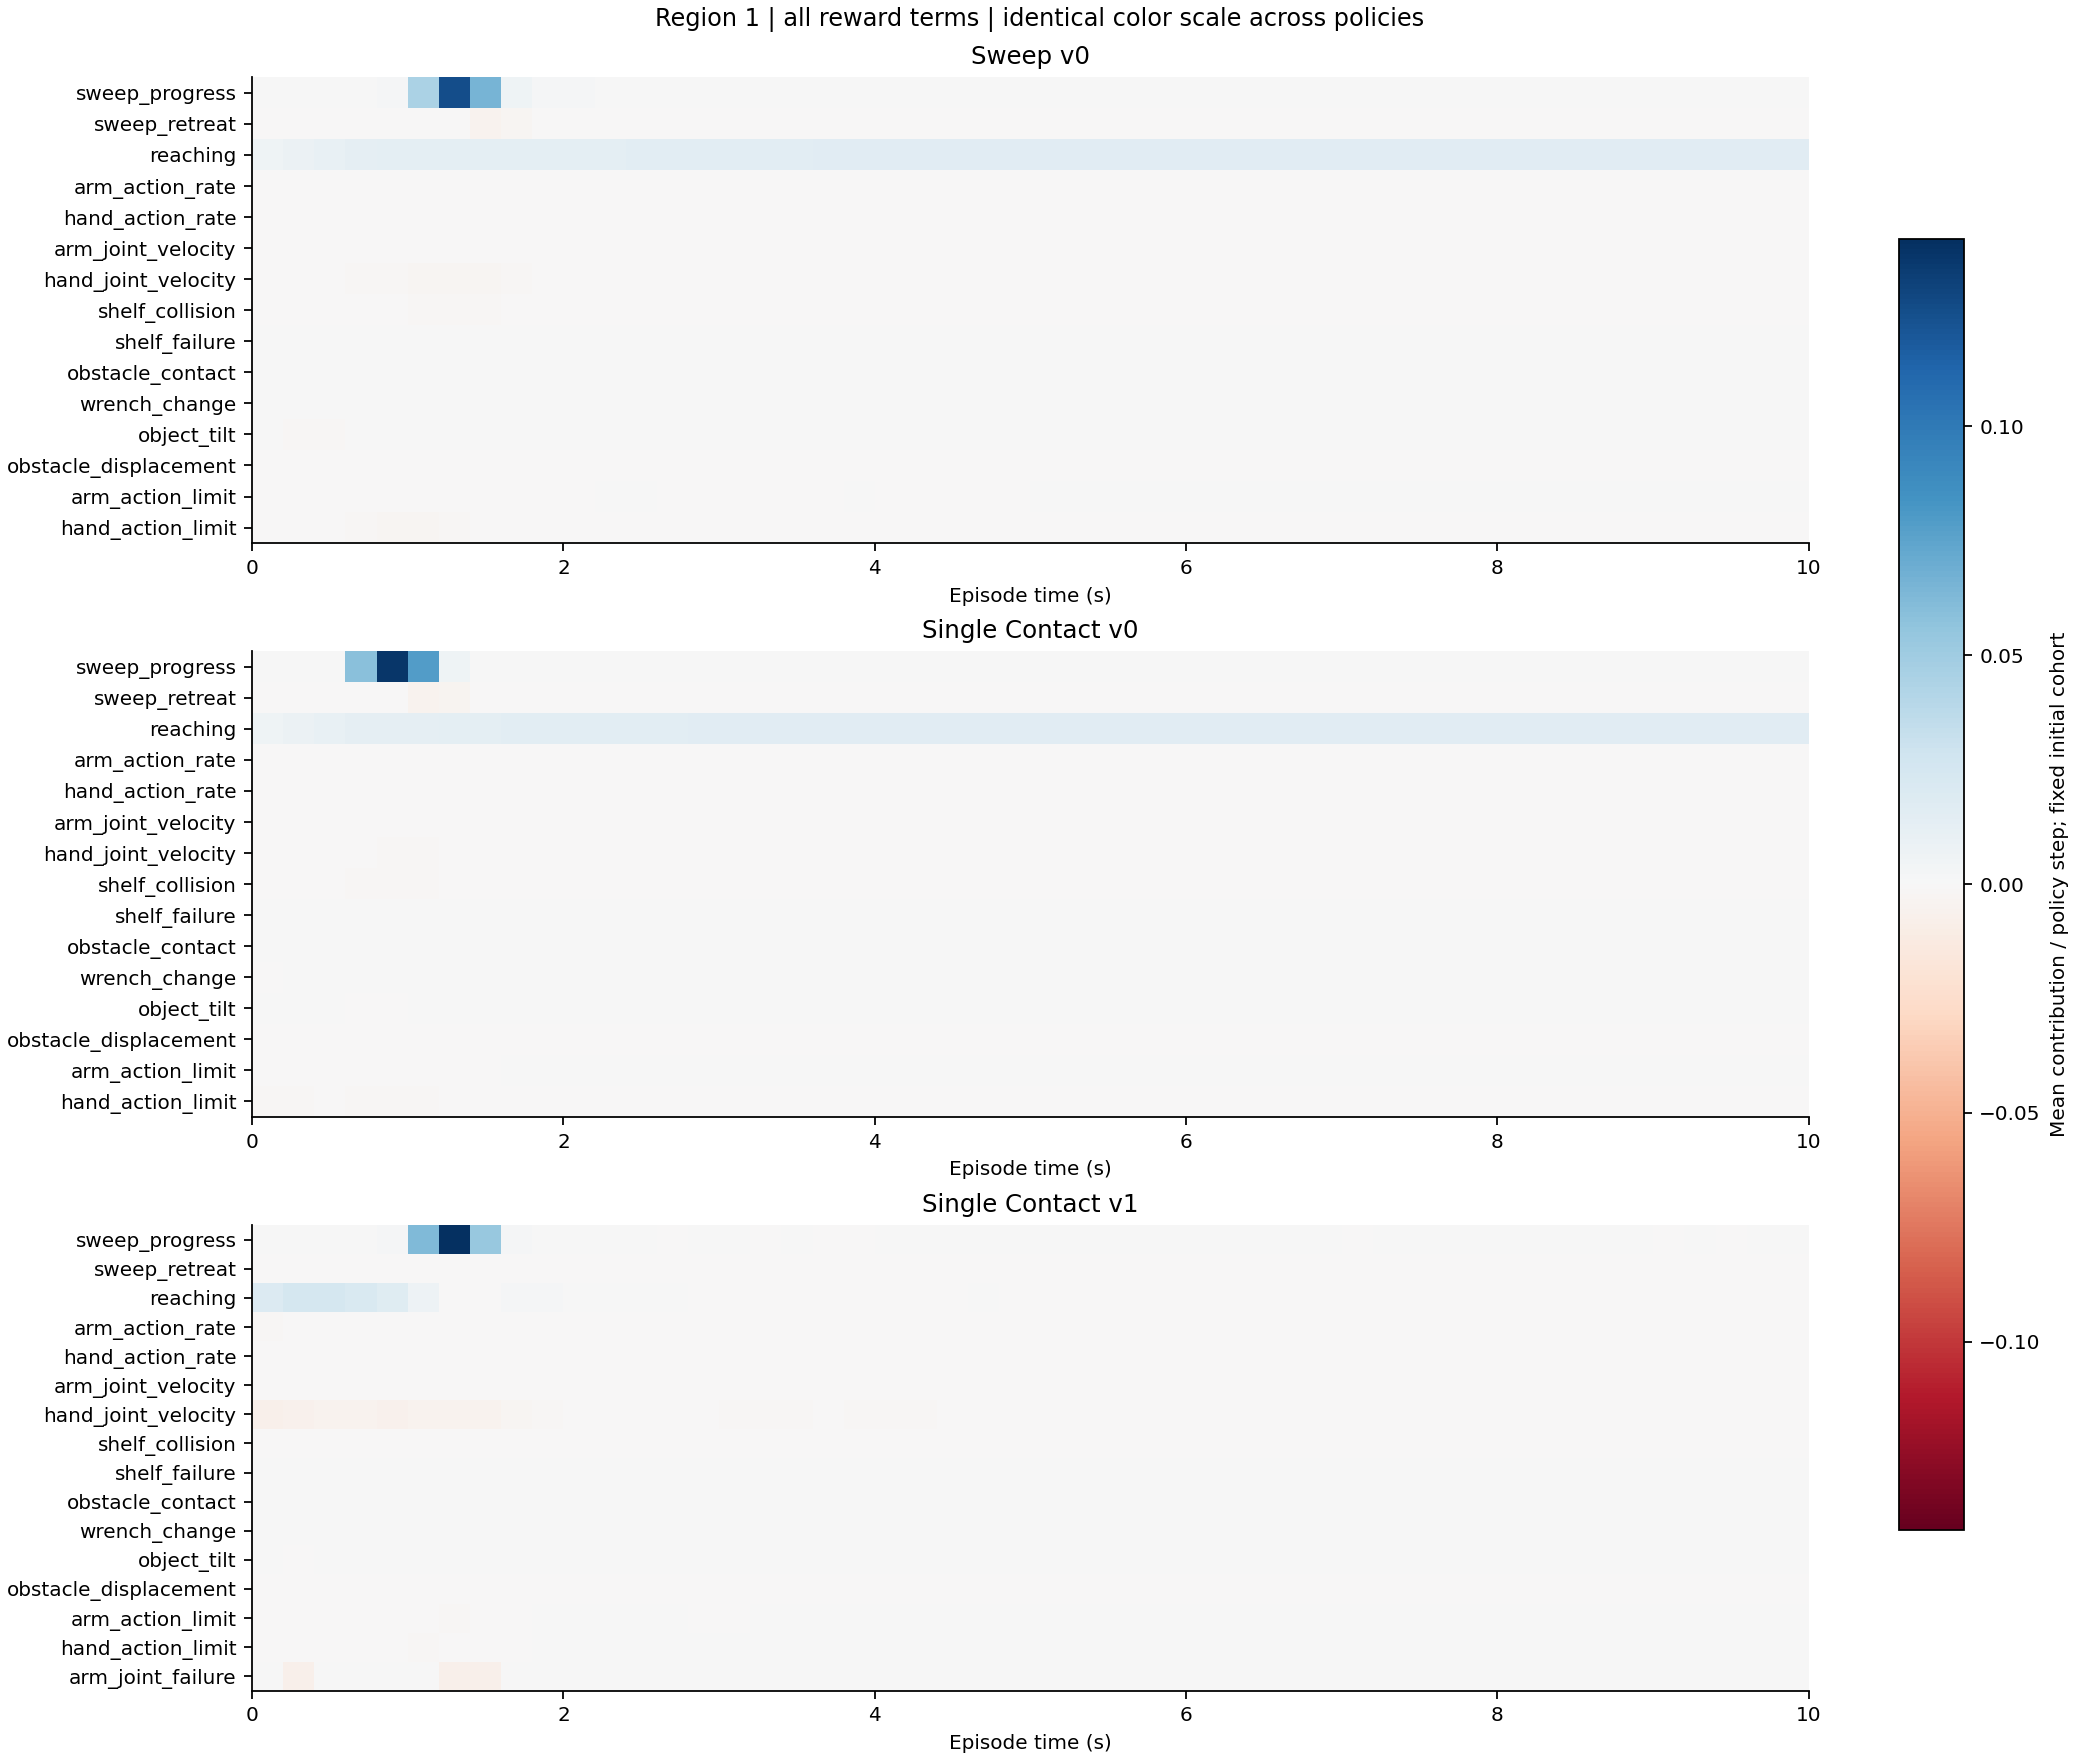 Region 1 | all reward terms | identical color scale across policies
Sweep v0
sweep_progress
sweep_retreat
reaching
arm_action_rate
hand_action_rate
arm_joint_velocity
hand_joint_velocity
shelf_collision
shelf_failure
obstacle_contact
wrench_change
object_tilt
obstacle_displacement
arm_action_limit
hand_action_limit
0 2 4 6 8 10
Episode time (s)
Single Contact v0
sweep_progress
sweep_retreat
reaching
arm_action_rate
hand_action_rate
arm_joint_velocity
hand_joint_velocity
shelf_collision
shelf_failure
obstacle_contact
wrench_change
object_tilt
obstacle_displacement
arm_action_limit
hand_action_limit
0 2 4 6 8 10
Episode time (s)
Single Contact v1
sweep_progress
sweep_retreat
reaching
arm_action_rate
hand_action_rate
arm_joint_velocity
hand_joint_velocity
shelf_collision
shelf_failure
obstacle_contact
wrench_change
object_tilt
obstacle_displacement
arm_action_limit
hand_action_limit
arm_joint_failure
0 2 4 6 8 10
Episode time (s)
0.10
0.05
0.00
−0.05
−0.10
Mean contribution / policy step; fixed initial cohort